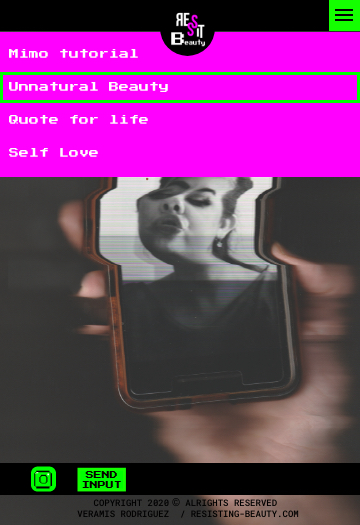 RESiST
Beauty
Mimo tutorial
Unnatural Beauty
Quote for life
Self Love
SEND
INPUT
COPYRIGHT 2020 © ALRIGHTS RESERVED
VERAMIS RODRIGUEZ / RESISTING-BEAUTY.COM